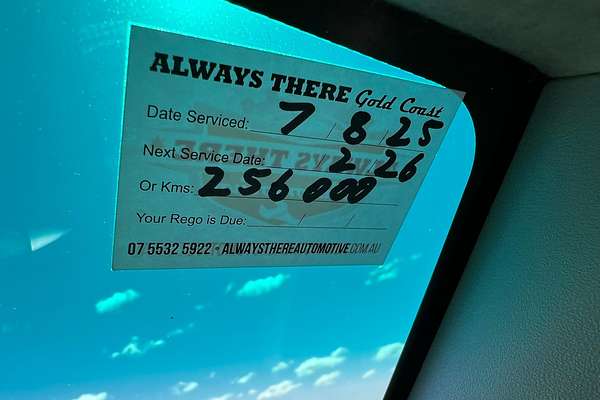 ALWAYS THERE Gold Coast
Date Serviced: 7 / 8 / 25
Next Service Date: / 2 / 26
Or Kms: 256000
Your Rego is Due: / /
07 5532 5922 - ALWAYSTHEREAUTOMOTIVE.COM.AU